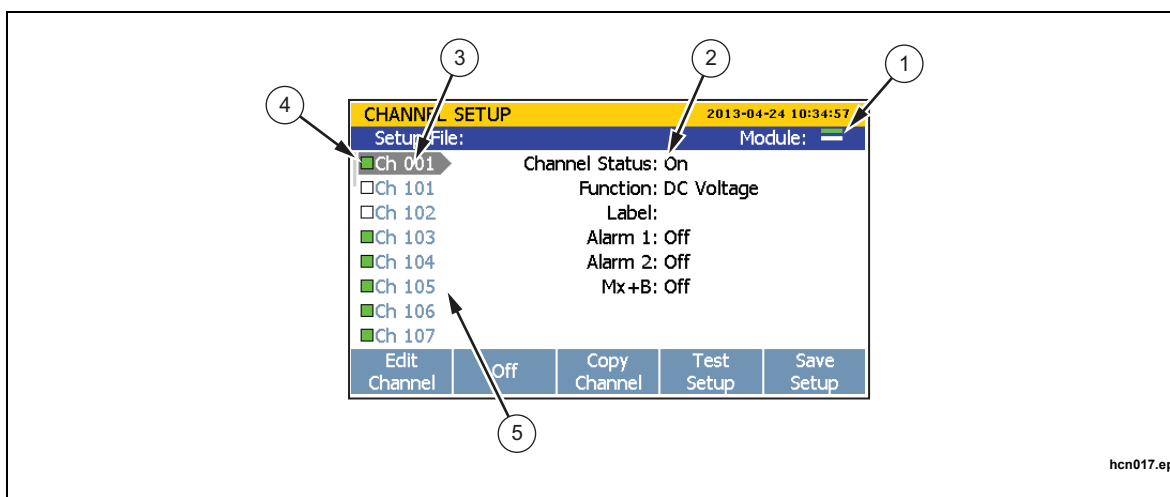 3
2
1
4
CHANNEL SETUP 2013-04-24 10:34:57
Setup File: Module:
Ch 001 Channel Status: On
Ch 101 Function: DC Voltage
Ch 102 Label:
Ch 103 Alarm 1: Off
Ch 104 Alarm 2: Off
Ch 105 Mx+B: Off
Ch 106
Ch 107
Edit Channel Off Copy Channel Test Setup Save Setup
5
hcn017.ep